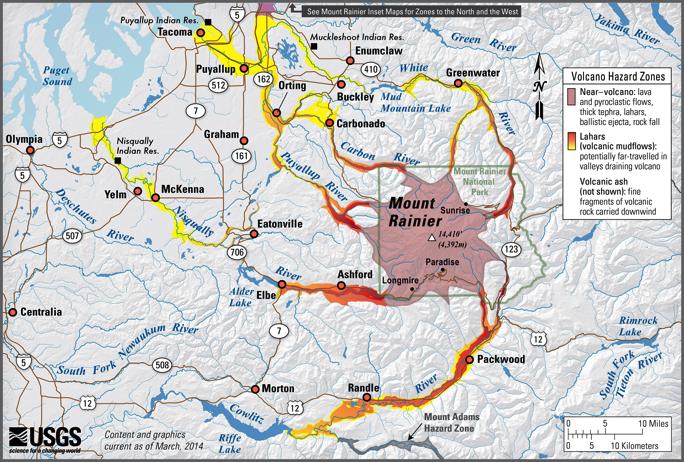 See Mount Rainier Inset Maps for Zones to the North and the West
Puyallup Indian Res.
Tacoma
5
Muckleshoot Indian Res.
Enumclaw
Green River
Yakima River
Puget
Sound
Puyallup
512
162
410
White
Greenwater
River
Buckley
Mud
Mountain Lake
Orting
7
Carbonado
Olympia
5
Nisqually
Indian Res.
Graham
161
Carbon River
Puyallup River
Mount Rainier
National
Park
Yelm
McKenna
Nisqually
Mount
Rainier
Sunrise
14,410'
(4,392m)
Deschutes
River
507
Eatonville
706
123
Paradise
Longmire
River
Alder
Lake
Elbe
Ashford
Centralia
7
12
Rimrock
Lake
South Fork Newaukum River
5
508
Packwood
South Fork
Tieton River
Morton
Randle
River
12
12
Cowlitz
Riffe
Lake
Mount Adams
Hazard Zone
N
Volcano Hazard Zones
Near–volcano: lava
and pyroclastic flows,
thick tephra, lahars,
ballistic ejecta, rock fall
Lahars
(volcanic mudflows):
potentially far-travelled in
valleys draining volcano
Volcanic ash
(not shown): fine
fragments of volcanic
rock carried downwind
0 5 10 Miles
0 5 10 Kilometers
USGS
science for a changing world
Content and graphics
current as of March, 2014